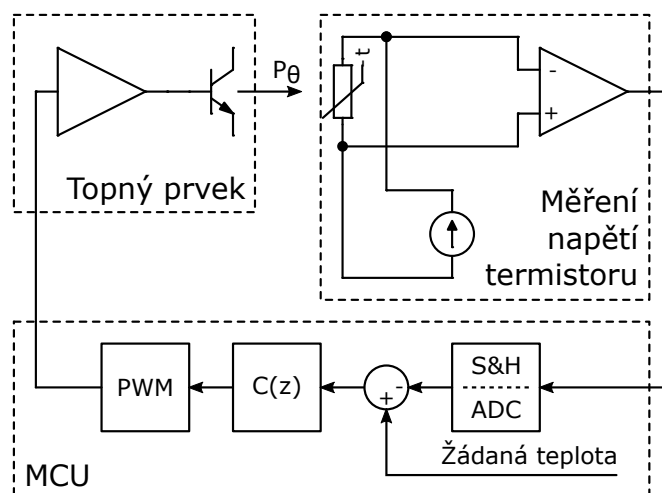 Pθ
t
-
+
Topný prvek
Měření
napětí
termistoru
PWM
C(z)
-
+
S&H
ADC
Žádaná teplota
MCU